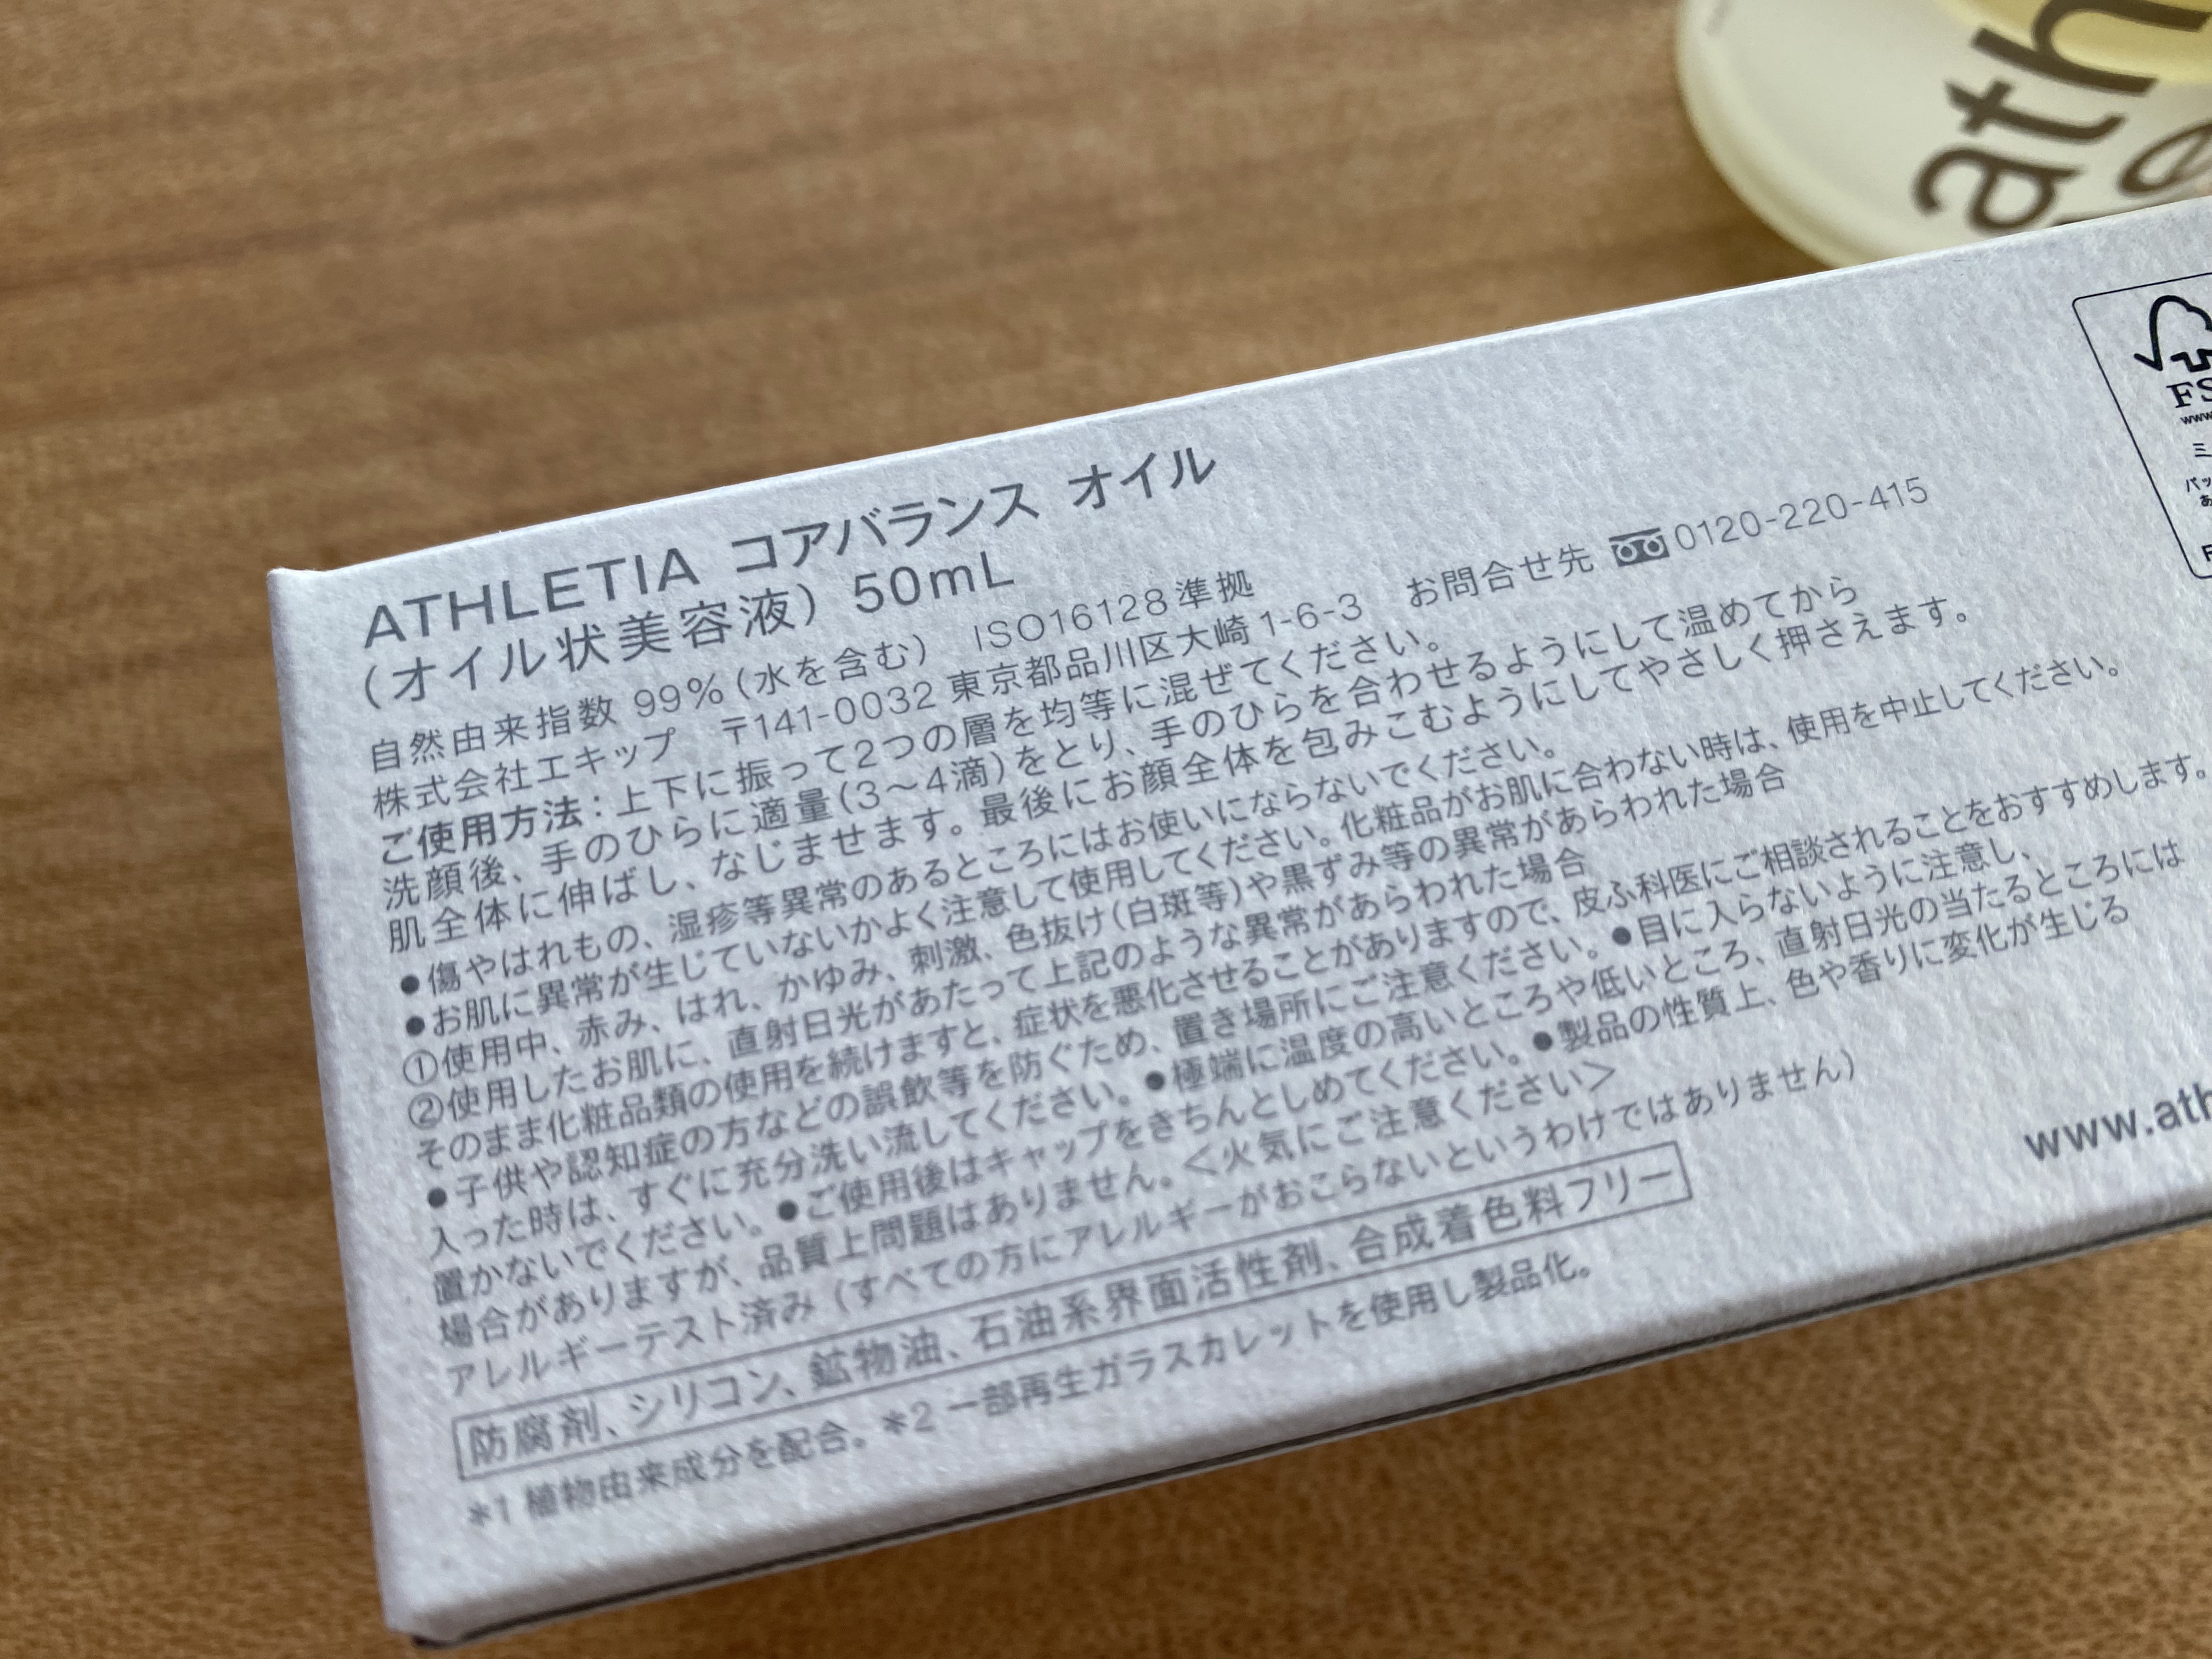 ath
ATHLETIA コアバランス オイル
(オイル状美容液) 50mL
自然由来指数 99%(水を含む) ISO16128準拠
株式会社エキップ 〒141-0032 東京都品川区大崎1-6-3 お問合せ先 0120-220-415
ご使用方法:上下に振って2つの層を均等に混ぜてください。
洗顔後、手のひらに適量(3〜4滴)をとり、手のひらを合わせるようにして温めてから
肌全体に伸ばし、なじませます。最後にお顔全体を包みこむようにしてやさしく押さえます。
●傷やはれもの、湿疹等異常のあるところにはお使いにならないでください。
●お肌に異常が生じていないかよく注意して使用してください。化粧品がお肌に合わない時は、使用を中止してください。
①使用中、赤み、はれ、かゆみ、刺激、色抜け(白斑等)や黒ずみ等の異常があらわれた場合
②使用したお肌に、直射日光があたって上記のような異常があらわれた場合
そのまま化粧品類の使用を続けますと、症状を悪化させることがありますので、皮ふ科医にご相談されることをおすすめします。
●子供や認知症の方などの誤飲等を防ぐため、置き場所にご注意ください。●目に入らないように注意し、
入った時は、すぐに充分洗い流してください。●極端に温度の高いところや低いところ、直射日光の当たるところには
置かないでください。●ご使用後はキャップをきちんとしめてください。●製品の性質上、色や香りに変化が生じる
場合がありますが、品質上問題はありません。<火気にご注意ください>
アレルギーテスト済み(すべての方にアレルギーがおこらないというわけではありません)
防腐剤、シリコン、鉱物油、石油系界面活性剤、合成着色料フリー
*1 植物由来成分を配合。*2 一部再生ガラスカレットを使用し製品化。
FS
www
ミ
パッ
あ
www.ath